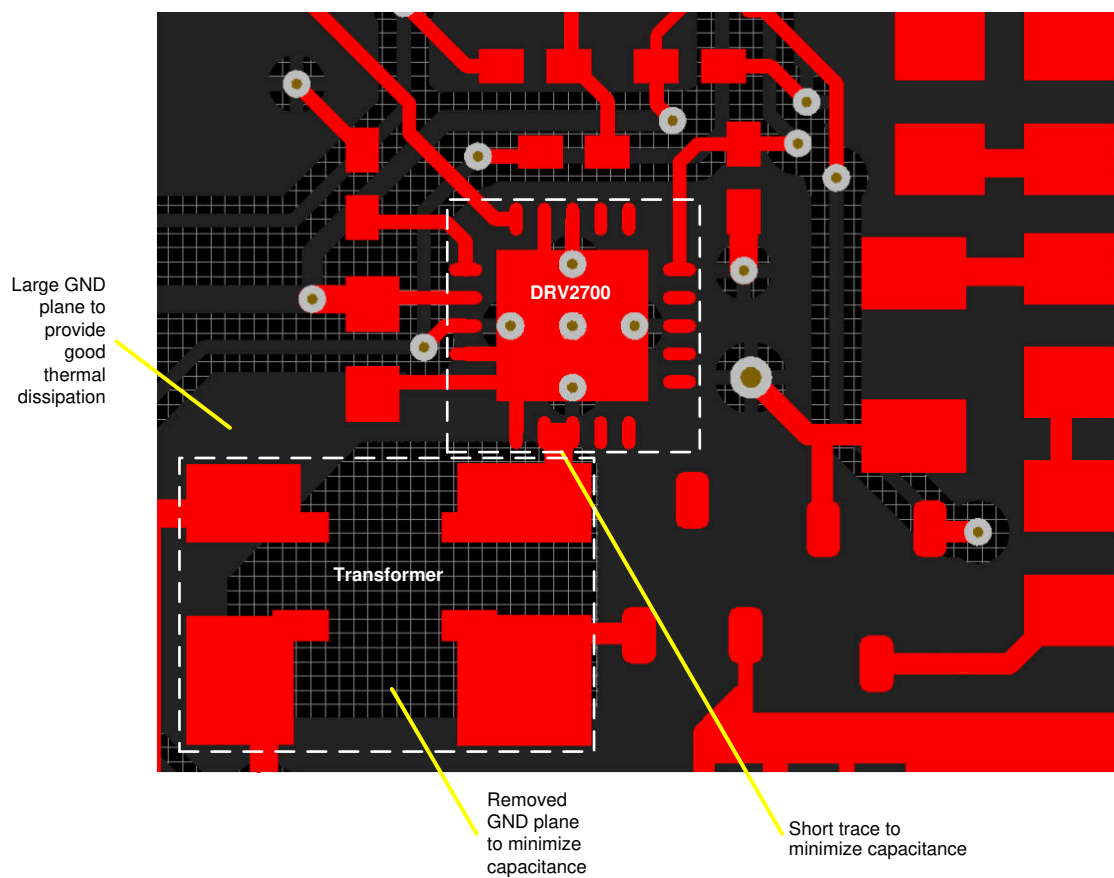 DRV2700
Large GND
plane to
provide
good
thermal
dissipation
Transformer
Removed
GND plane
to minimize
capacitance
Short trace to
minimize capacitance